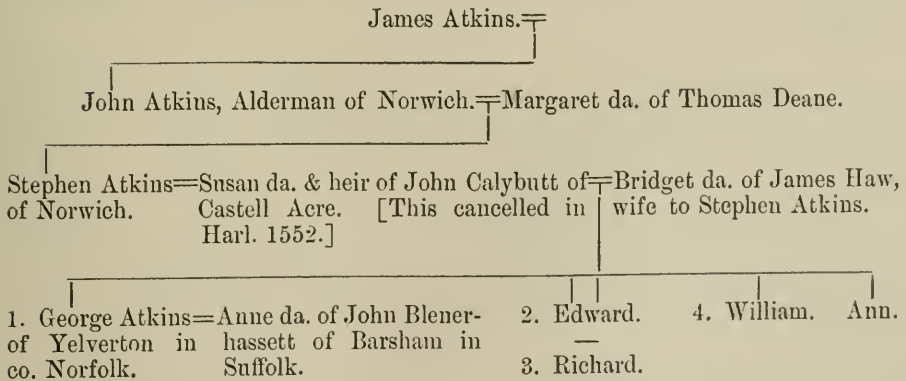 James Atkins.
John Atkins, Alderman of Norwich. Margaret da. of Thomas Deane.
Stephen Atkins=Susan da. & heir of John Calybutt of Bridget da. of James Haw,
of Norwich. Castell Acre. [This cancelled in wife to Stephen Atkins.
Harl. 1552.]
1. George Atkins=Anne da. of John Blener- 2. Edward. 4. William. Ann.
of Yelverton in hassett of Barsham in —
co. Norfolk. Suffolk. 3. Richard.